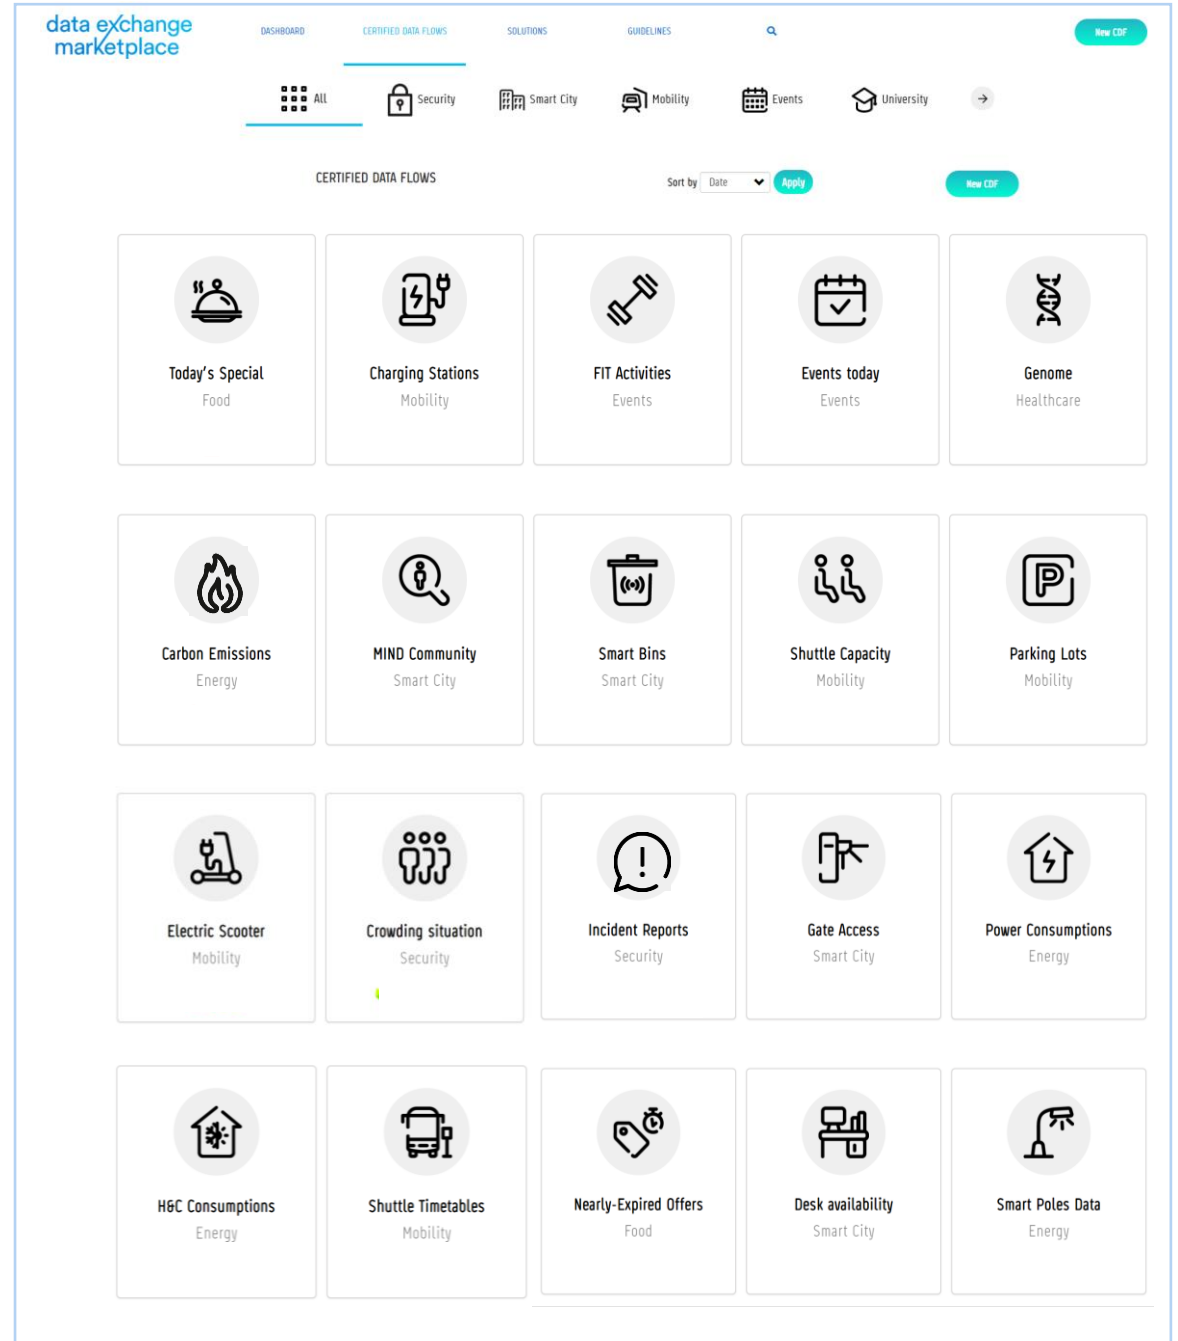 data exchange
marketplace
DASHBOARD
CERTIFIED DATA FLOWS
SOLUTIONS
GUIDELINES
New CDF
All
Security
Smart City
Mobility
Events
University
CERTIFIED DATA FLOWS
Sort by
Date
Apply
New CDF
Today's Special
Food
Charging Stations
Mobility
FIT Activities
Events
Events today
Events
Genome
Healthcare
Carbon Emissions
Energy
MIND Community
Smart City
Smart Bins
Smart City
Shuttle Capacity
Mobility
P
Parking Lots
Mobility
Electric Scooter
Mobility
Crowding situation
Security
Incident Reports
Security
Gate Access
Smart City
Power Consumptions
Energy
H&C Consumptions
Energy
Shuttle Timetables
Mobility
Nearly-Expired Offers
Food
Desk availability
Smart City
Smart Poles Data
Energy